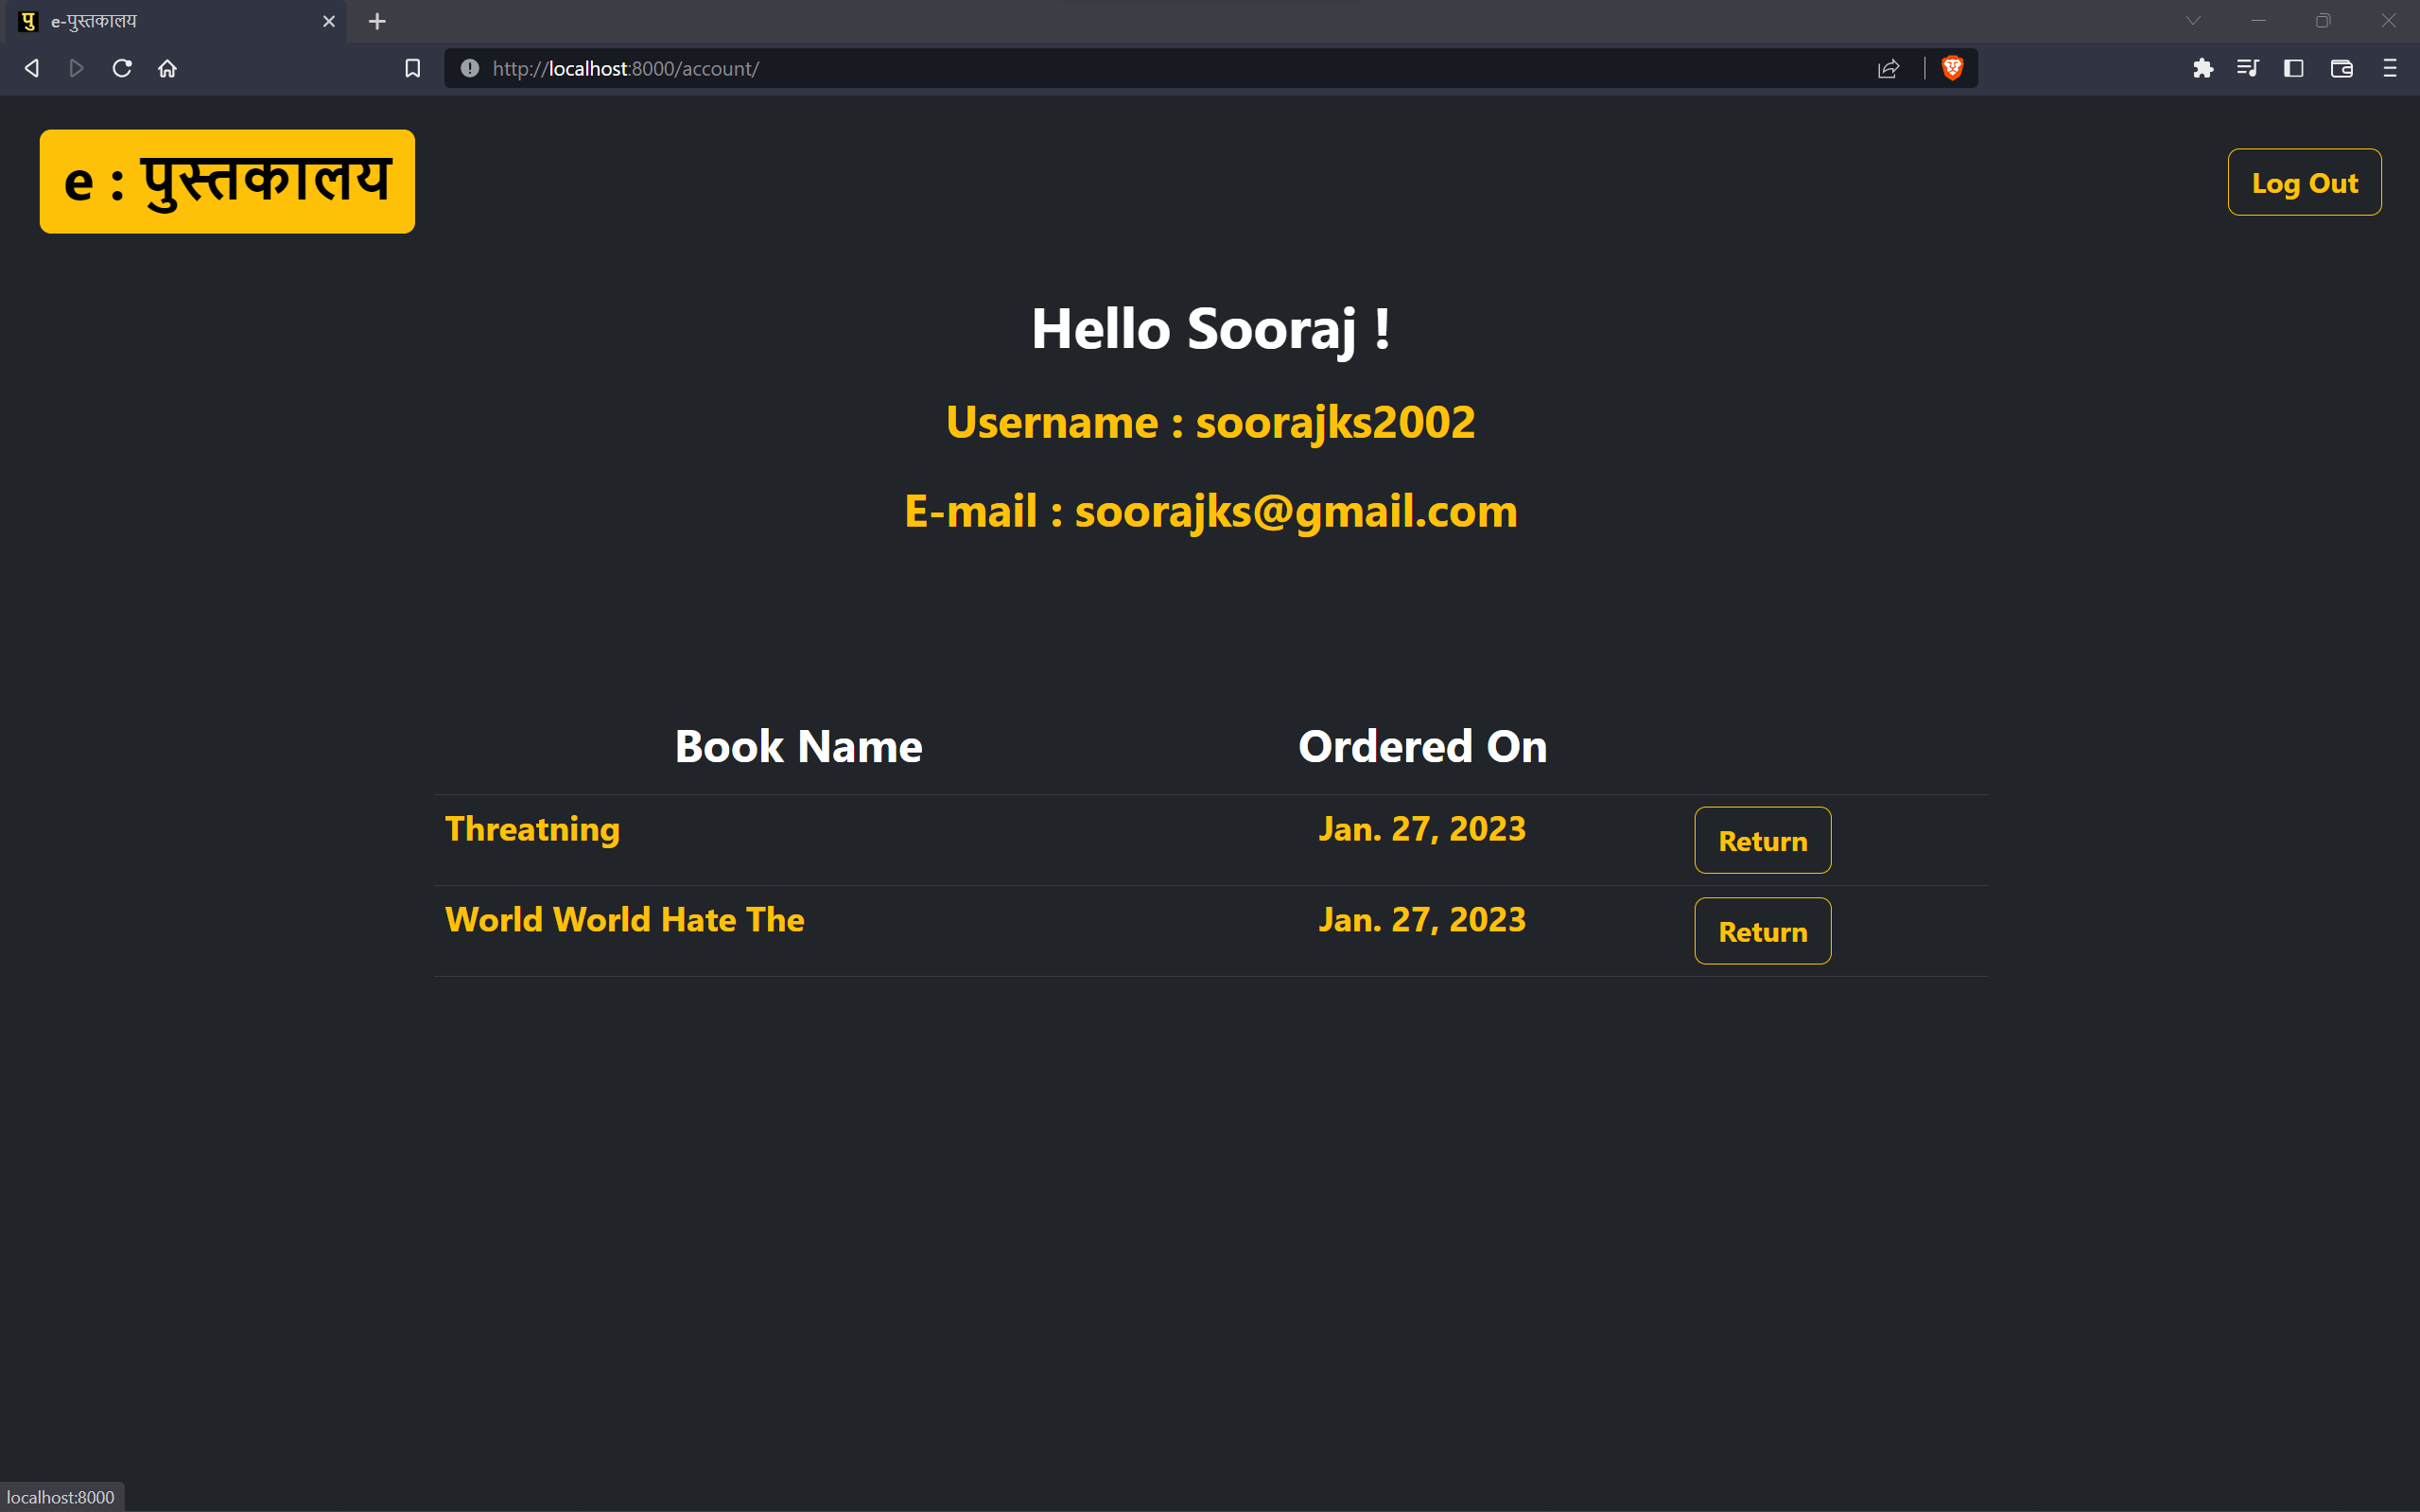 पु e-पुस्तकालय
http://localhost:8000/account/
e : पुस्तकालय
Log Out
Hello Sooraj !
Username : soorajks2002
E-mail : soorajks@gmail.com
Book Name Ordered On
Threatning Jan. 27, 2023 Return
World World Hate The Jan. 27, 2023 Return
localhost:8000